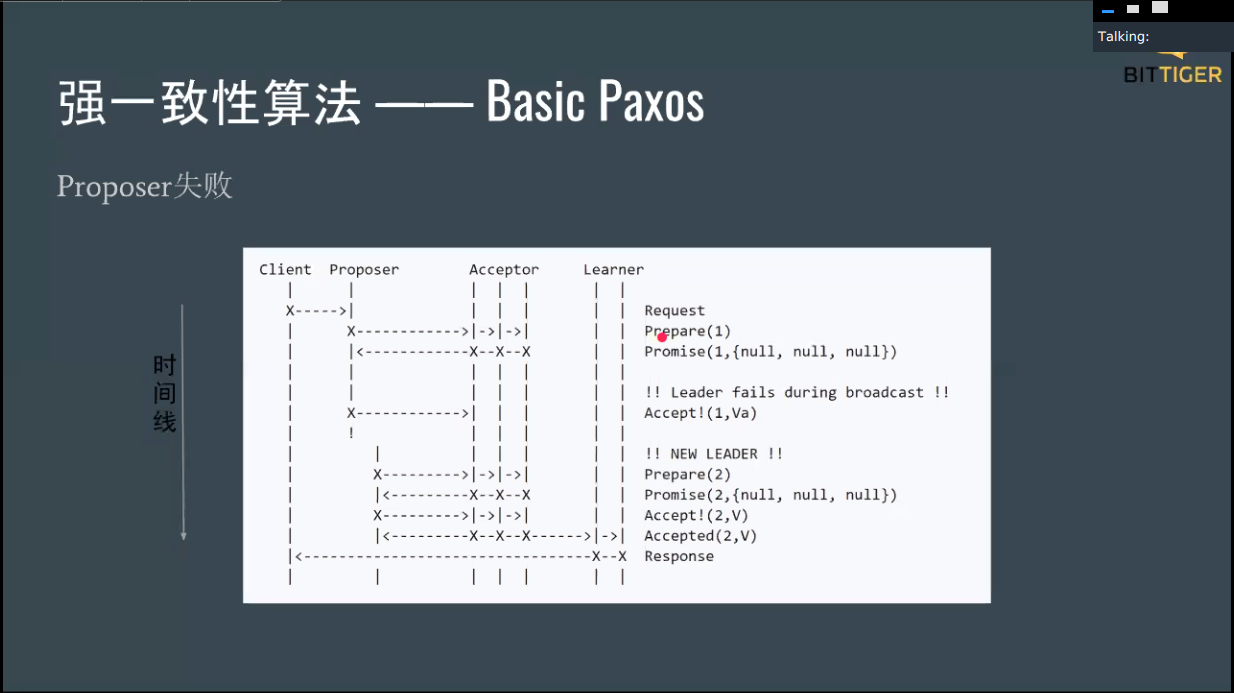 Talking:
BITTIGER
强一致性算法 —— Basic Paxos
Proposer失败
时间线
Client Proposer Acceptor Learner
Request
Prepare(1)
Promise(1,{null, null, null})
!! Leader fails during broadcast !!
Accept!(1,Va)
!
!! NEW LEADER !!
Prepare(2)
Promise(2,{null, null, null})
Accept!(2,V)
Accepted(2,V)
Response